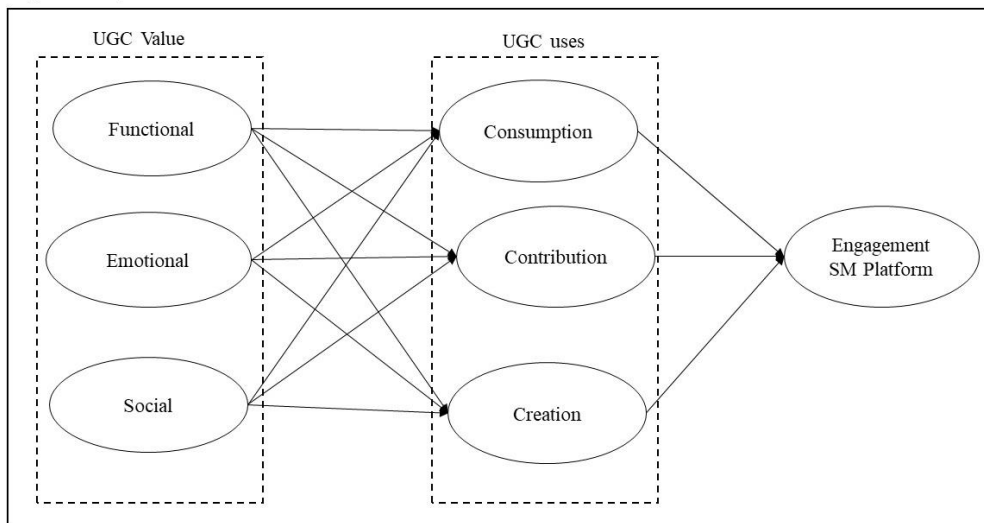 UGC Value
UGC uses
Functional
Consumption
Emotional
Contribution
Engagement
SM Platform
Social
Creation